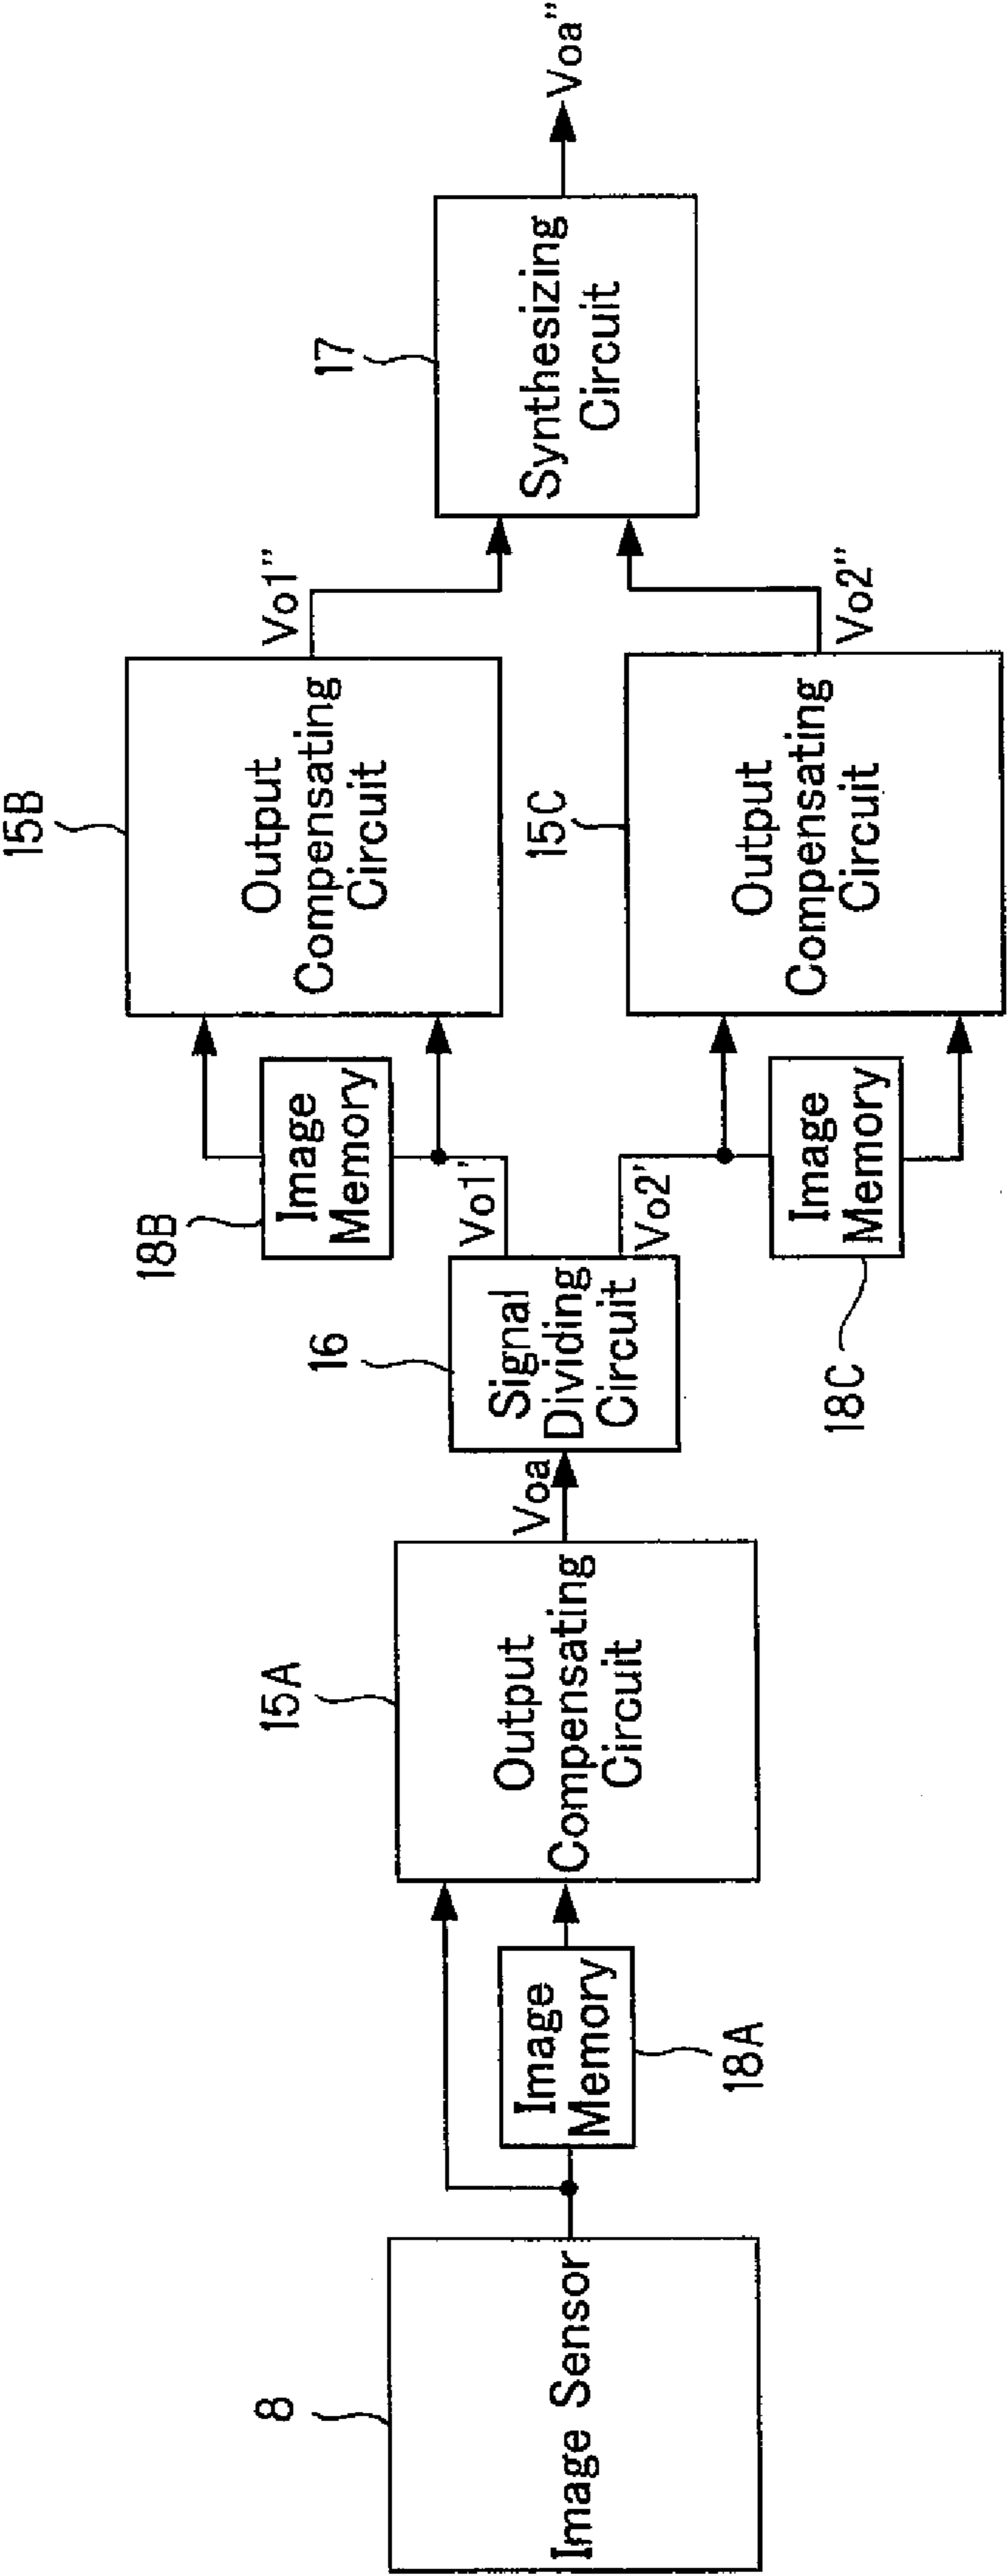 8
Image Sensor
18A
Image
Memory
15A
Output
Compensating
Circuit
Voa
16
Signal
Dividing
Circuit
Vo1'
Vo2'
18B
Image
Memory
18C
Image
Memory
15B
Output
Compensating
Circuit
15C
Output
Compensating
Circuit
Vo1"
Vo2"
17
Synthesizing
Circuit
Voa"